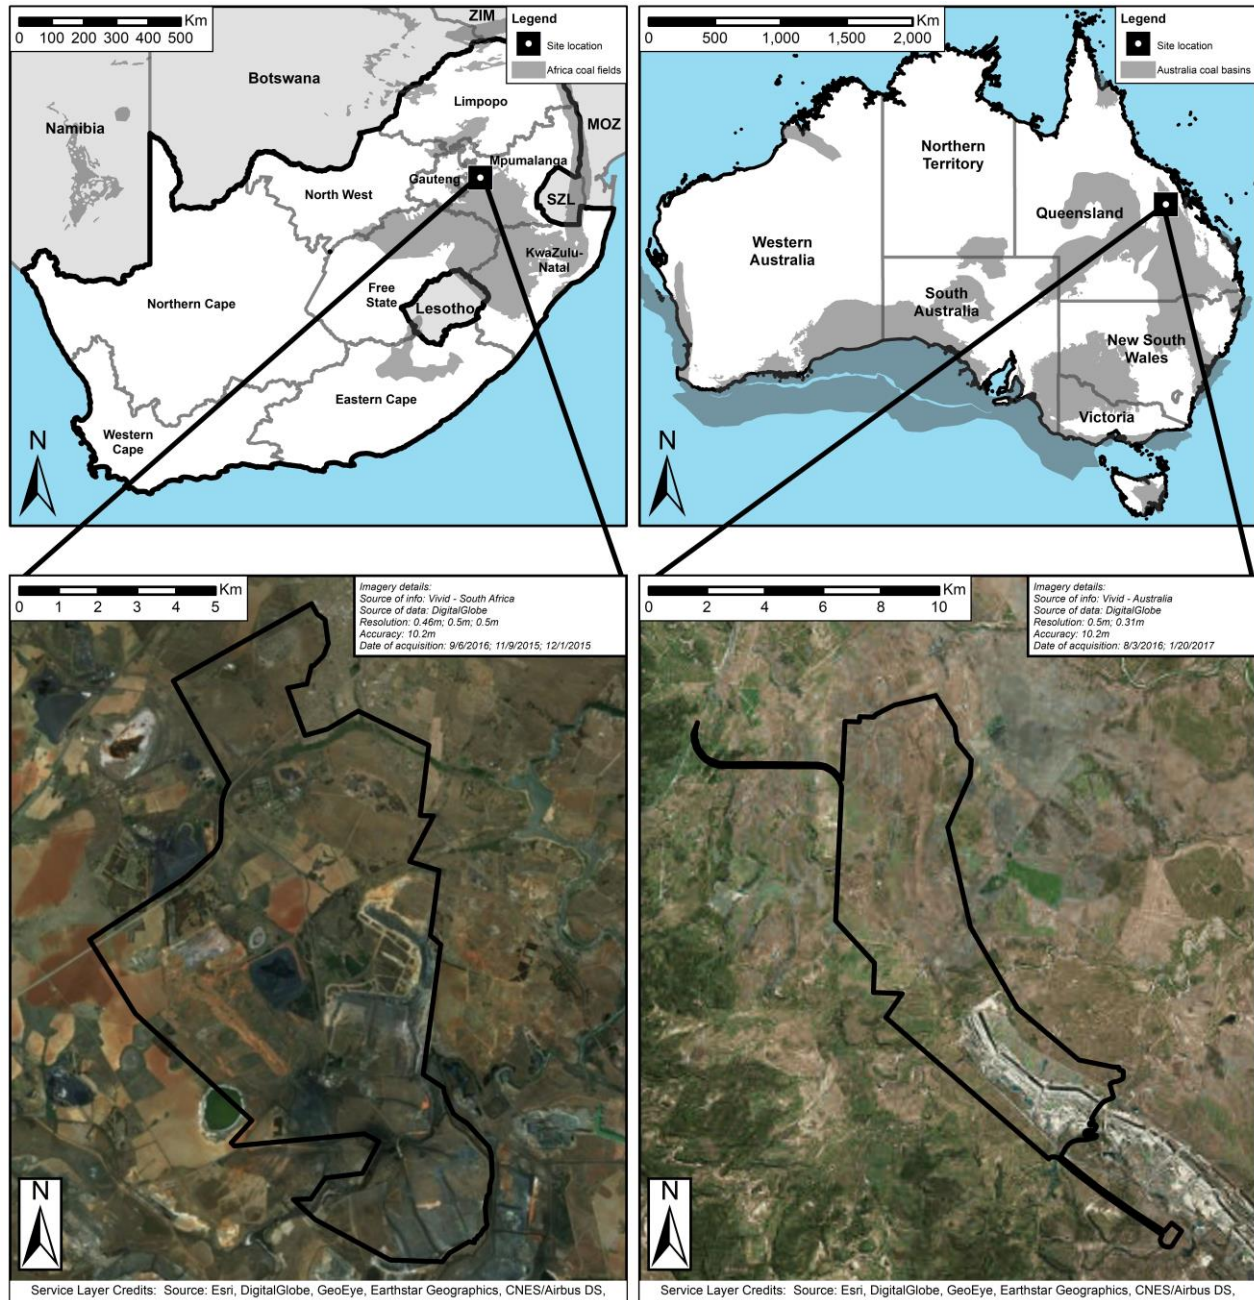 Km
0 100 200 300 400 500
Legend
Site location
Africa coal fields
ZIM
Botswana
Namibia
Limpopo
MOZ
Mpumalanga
Gauteng
North West
SZL
KwaZulu-
Natal
Free
State
Lesotho
Northern Cape
Eastern Cape
Western
Cape
N
Km
0 500 1,000 1,500 2,000
Legend
Site location
Australia coal basins
Northern
Territory
Queensland
Western
Australia
South
Australia
New South
Wales
Victoria
N
Km
0 1 2 3 4 5
Imagery details:
Source of info: Vivid - South Africa
Source of data: DigitalGlobe
Resolution: 0.46m; 0.5m; 0.5m
Accuracy: 10.2m
Date of acquisition: 9/6/2016; 11/9/2015; 12/1/2015
N
Service Layer Credits: Source: Esri, DigitalGlobe, GeoEye, Earthstar Geographics, CNES/Airbus DS,
Km
0 2 4 6 8 10
Imagery details:
Source of info: Vivid - Australia
Source of data: DigitalGlobe
Resolution: 0.5m; 0.31m
Accuracy: 10.2m
Date of acquisition: 8/3/2016; 1/20/2017
N
Service Layer Credits: Source: Esri, DigitalGlobe, GeoEye, Earthstar Geographics, CNES/Airbus DS,